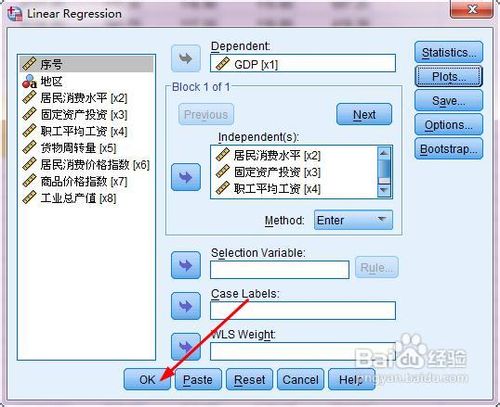 Linear Regression
序号
地区
居民消费水平 [x2]
固定资产投资 [x3]
职工平均工资 [x4]
货物周转量 [x5]
居民消费价格指数 [x6]
商品价格指数 [x7]
工业总产值 [x8]
Dependent:
GDP [x1]
Block 1 of 1
Previous
Next
Independent(s):
居民消费水平 [x2]
固定资产投资 [x3]
职工平均工资 [x4]
Method:
Enter
Selection Variable:
Rule...
Case Labels:
WLS Weight:
Statistics...
Plots...
Save...
Options...
Bootstrap...
OK
Paste
Reset
Cancel
Help
Baidu 经验
jingyan.baidu.com